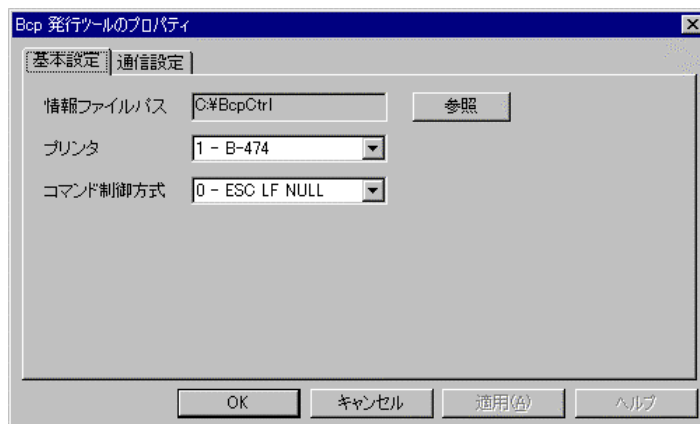 Bcp 発行ツールのプロパティ
基本設定 通信設定
情報ファイルパス C:¥BcpCtrl 参照
プリンタ 1 - B-474
コマンド制御方式 0 - ESC LF NULL
OK キャンセル 適用(A) ヘルプ